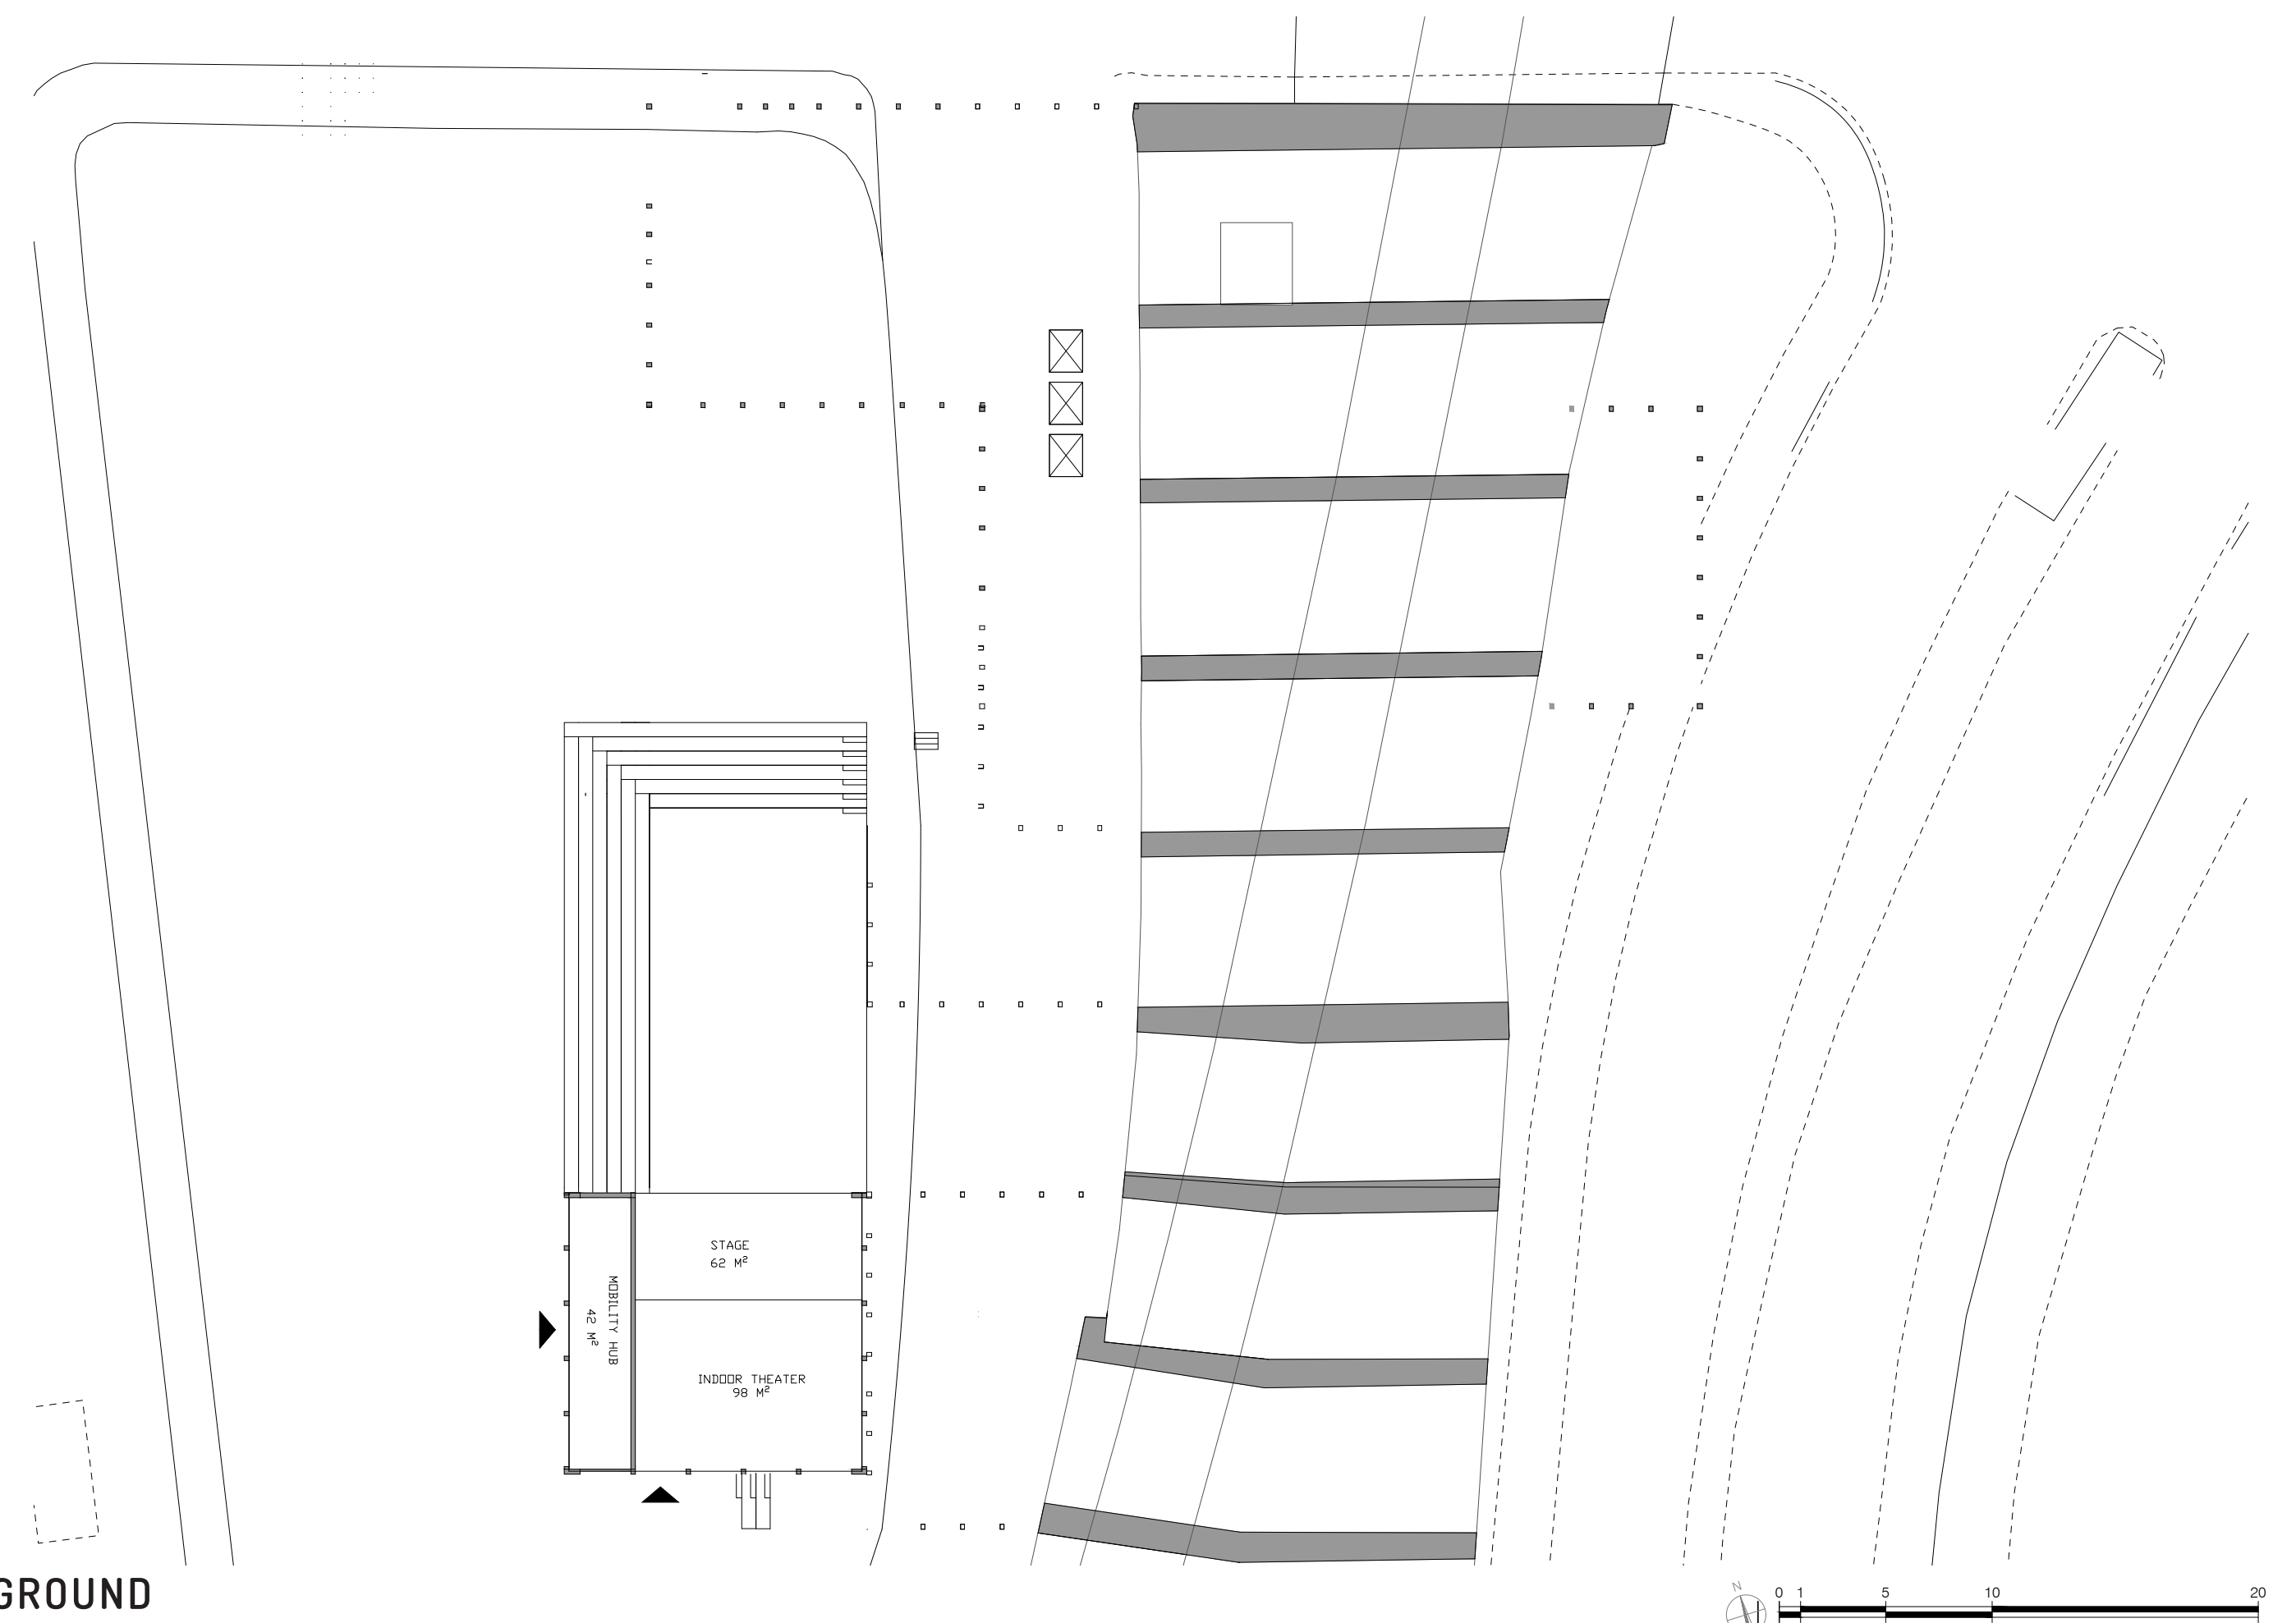 STAGE
62 M²
MOBILITY HUB
42 M²
INDOOR THEATER
98 M²
GROUND
N
0 1 5 10 20